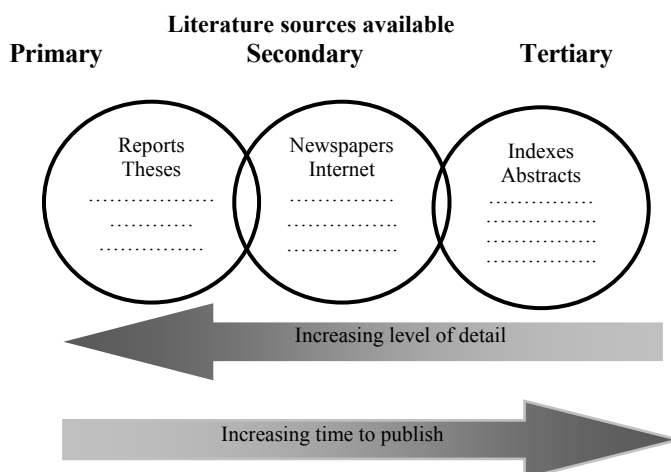 Literature sources available
Primary Secondary Tertiary
Reports
Theses
………………
…………
……………
Newspapers
Internet
……………
……………
……………
Indexes
Abstracts
……………
……………
……………
……………
Increasing level of detail
Increasing time to publish